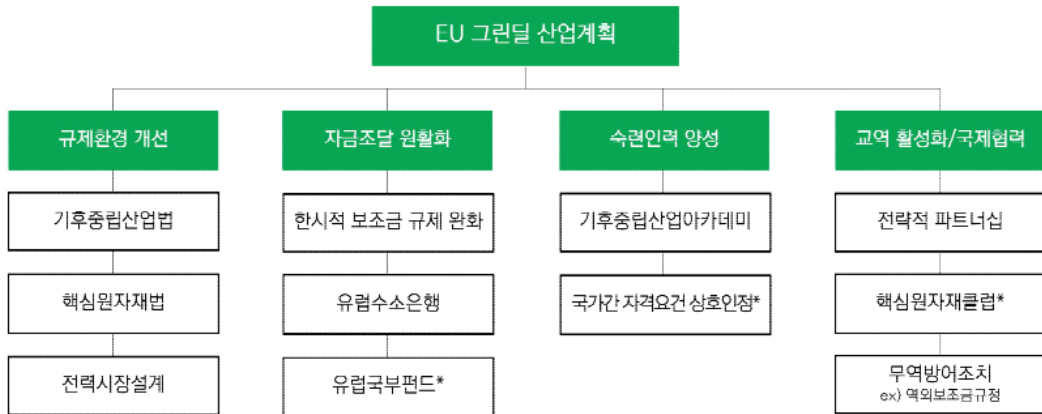 EU 그린딜 산업계획
규제환경 개선
자금조달 원활화
숙련인력 양성
교역 활성화/국제협력
기후중립산업법
한시적 보조금 규제 완화
기후중립산업아카데미
전략적 파트너십
핵심원자재법
유럽수소은행
국가간 자격요건 상호인정*
핵심원자재클럽*
전력시장설계
유럽국부펀드*
무역방어조치
ex) 역외보조금규정